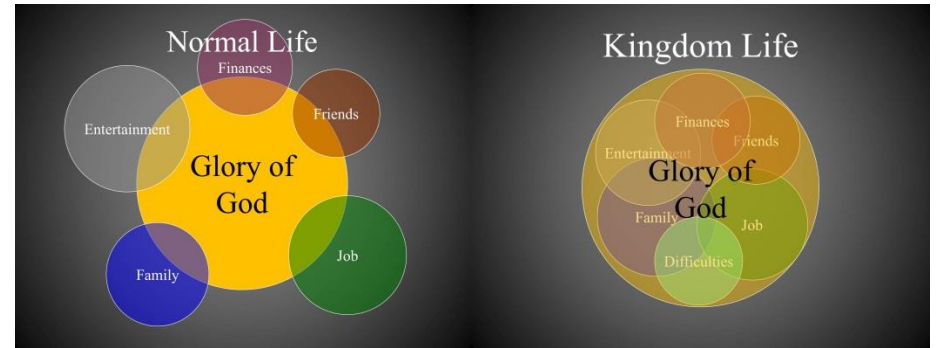 Normal Life
Finances
Friends
Entertainment
Glory of
God
Family
Job
Kingdom Life
Finances
Friends
Entertainment
Glory of
God
Family
Job
Difficulties